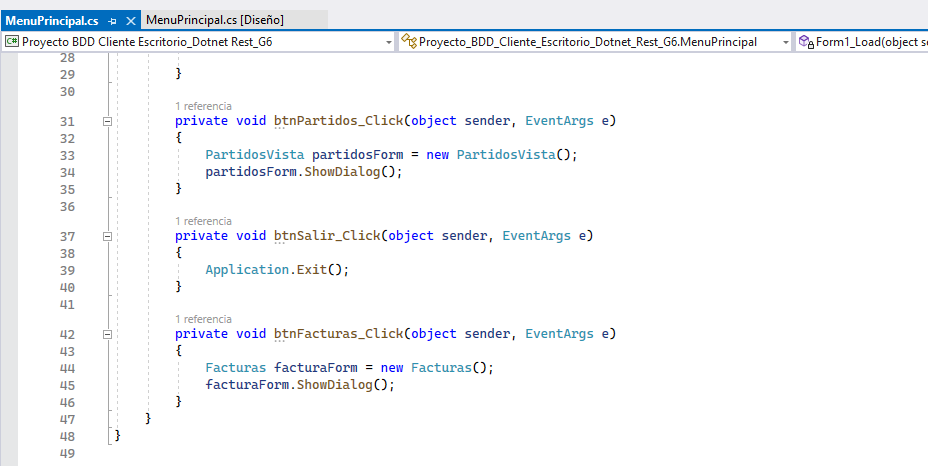 MenuPrincipal.cs MenuPrincipal.cs [Diseño]
C# Proyecto BDD Cliente Escritorio_Dotnet Rest_G6 Proyecto_BDD_Cliente_Escritorio_Dotnet_Rest_G6.MenuPrincipal Form1_Load(object se
28
29 }
30
1 referencia
31 private void btnPartidos_Click(object sender, EventArgs e)
32 {
33 PartidosVista partidosForm = new PartidosVista();
34 partidosForm.ShowDialog();
35 }
36
1 referencia
37 private void btnSalir_Click(object sender, EventArgs e)
38 {
39 Application.Exit();
40 }
41
1 referencia
42 private void btnFacturas_Click(object sender, EventArgs e)
43 {
44 Facturas facturaForm = new Facturas();
45 facturaForm.ShowDialog();
46 }
47 }
48 }
49